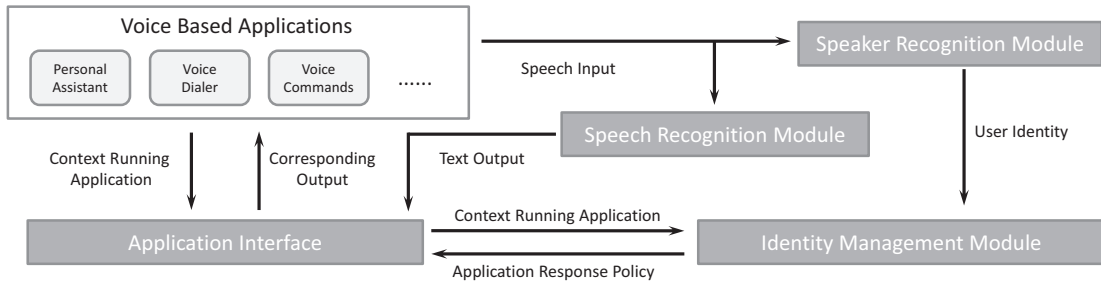 Voice Based Applications
Personal
Assistant
Voice
Dialer
Voice
Commands
......
Speech Input
Speaker Recognition Module
Speech Recognition Module
User Identity
Context Running
Application
Corresponding
Output
Text Output
Application Interface
Context Running Application
Application Response Policy
Identity Management Module